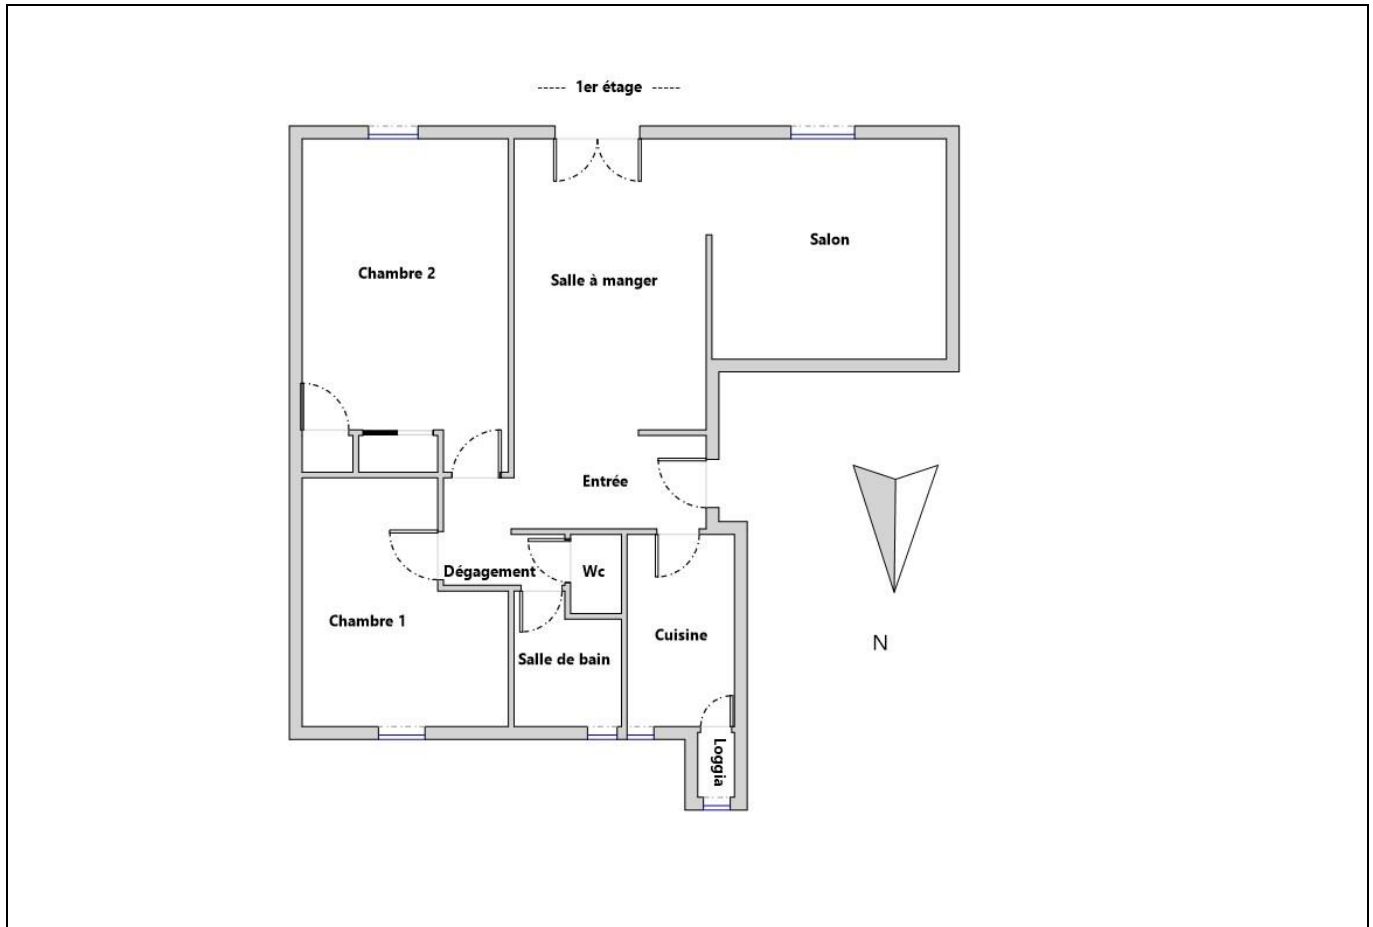 ----- 1er étage -----
Salon
Chambre 2
Salle à manger
Entrée
Dégagement
Wc
Chambre 1
Cuisine
Salle de bain
N
Loggia